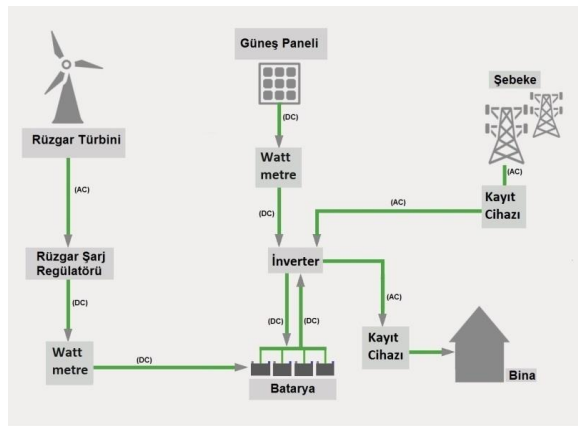 Güneş Paneli
Şebeke
Rüzgar Türbini
(DC)
Watt
metre
(AC)
Kayıt
Cihazı
(AC)
(AC)
(DC)
Rüzgar Şarj
Regülatörü
İnverter
(DC)
(DC)
(DC)
(AC)
Watt
metre
(DC)
Kayıt
Cihazı
Batarya
Bina